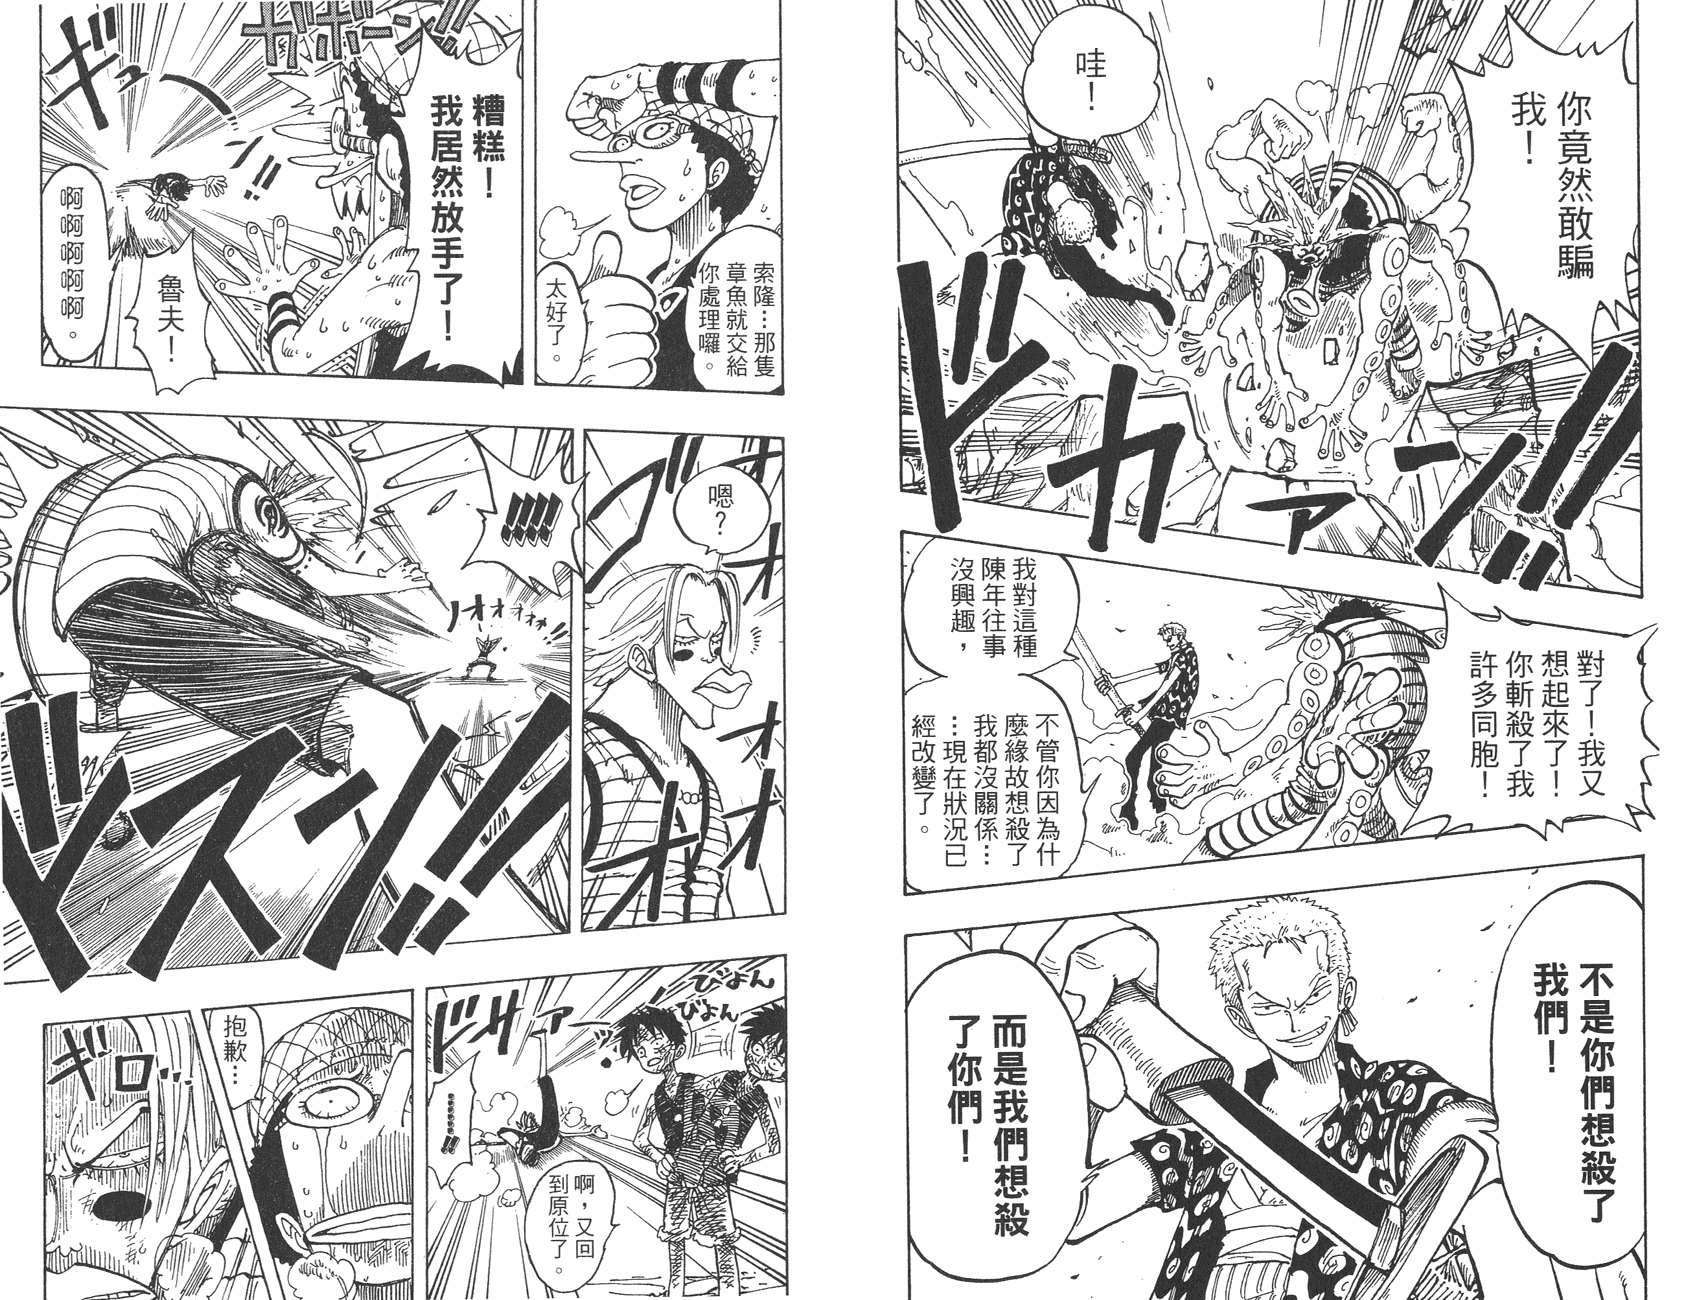 你竟然敢騙
我！
哇！
ドカァーン!!
對了！我又
想起來了！
你斬殺了我
許多同胞！
我對這種
陳年往事
沒興趣，
不管你因為什
麼緣故想殺了
我都沒關係…
…現在狀況已
經改變了。
不是你們想殺了
我們！
而是我們想殺
了你們！
索隆…那隻
章魚就交給
你處理囉。
太好了。
ガボーン!!
糟糕！
我居然放手了！
ギュー
ン!!
魯夫！
啊啊啊啊啊。
嗯？
オオオオ
!!!!!
ドスン!!
びよん
びよん
ドサァー
啊，又回
到原位了。
………!!
抱歉…
ギロ…